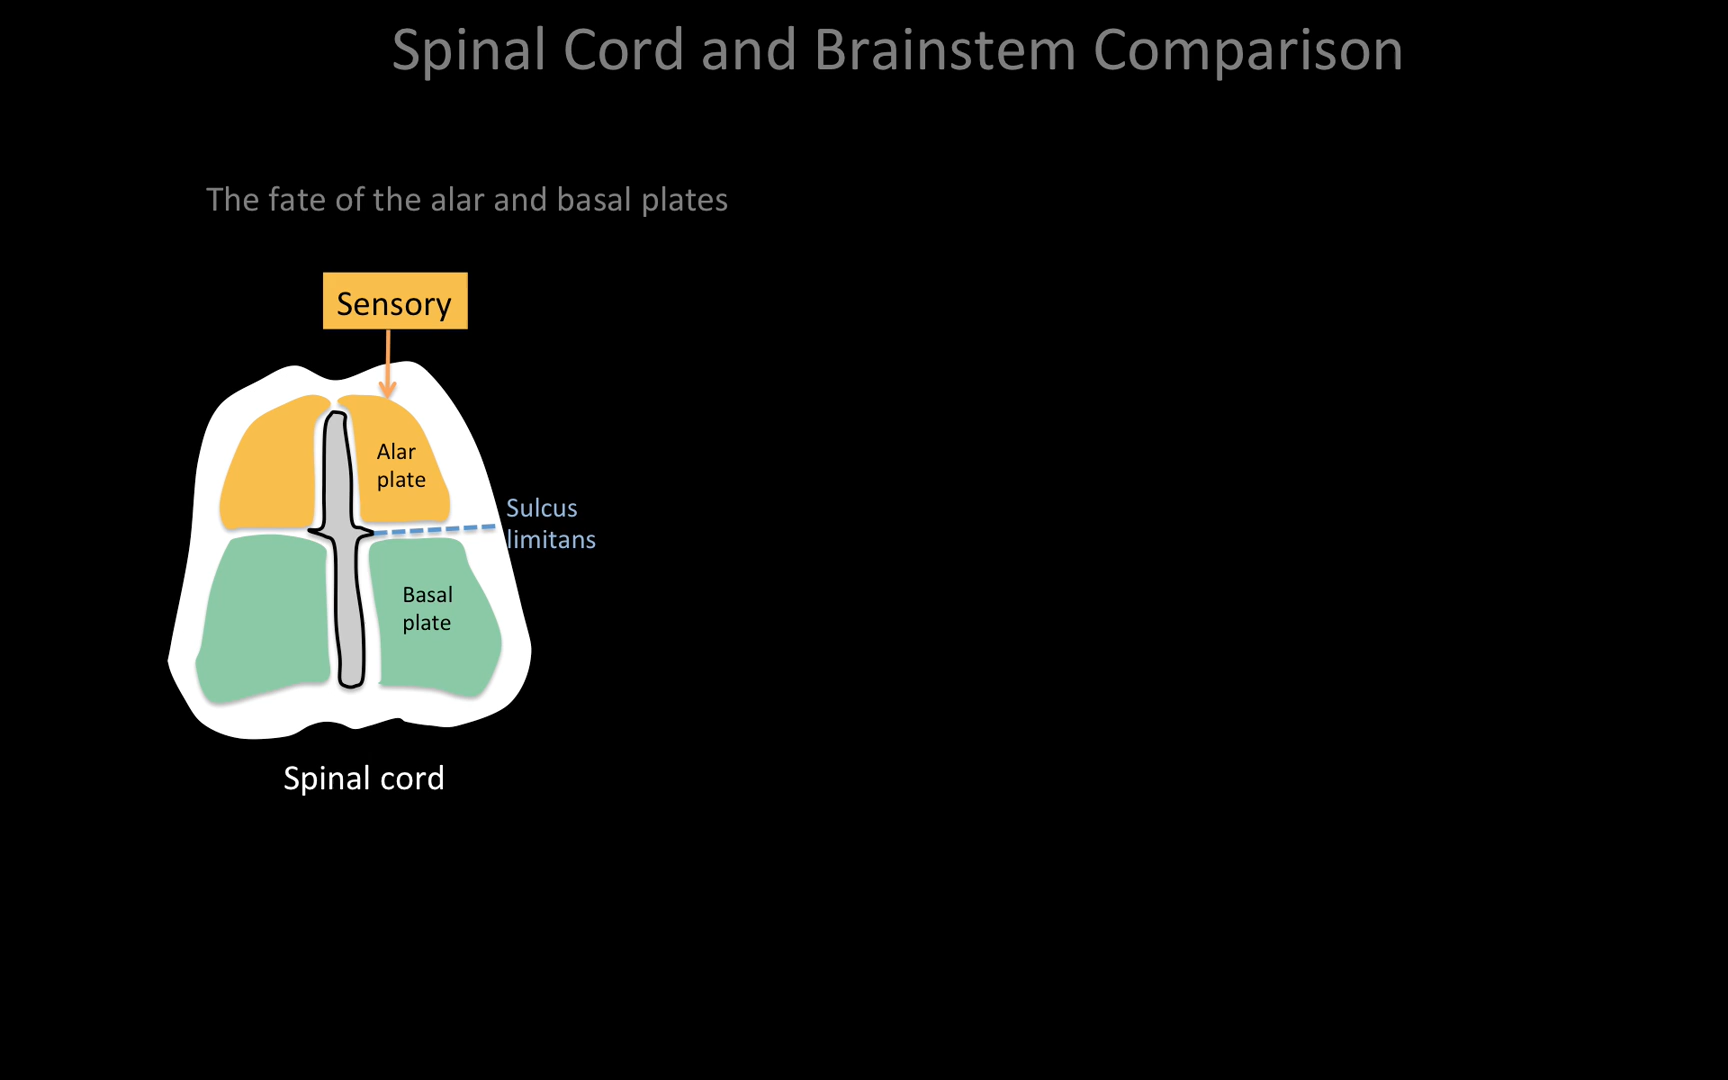 Spinal Cord and Brainstem Comparison
The fate of the alar and basal plates
Sensory
Alar
plate
Sulcus
limitans
Basal
plate
Spinal cord